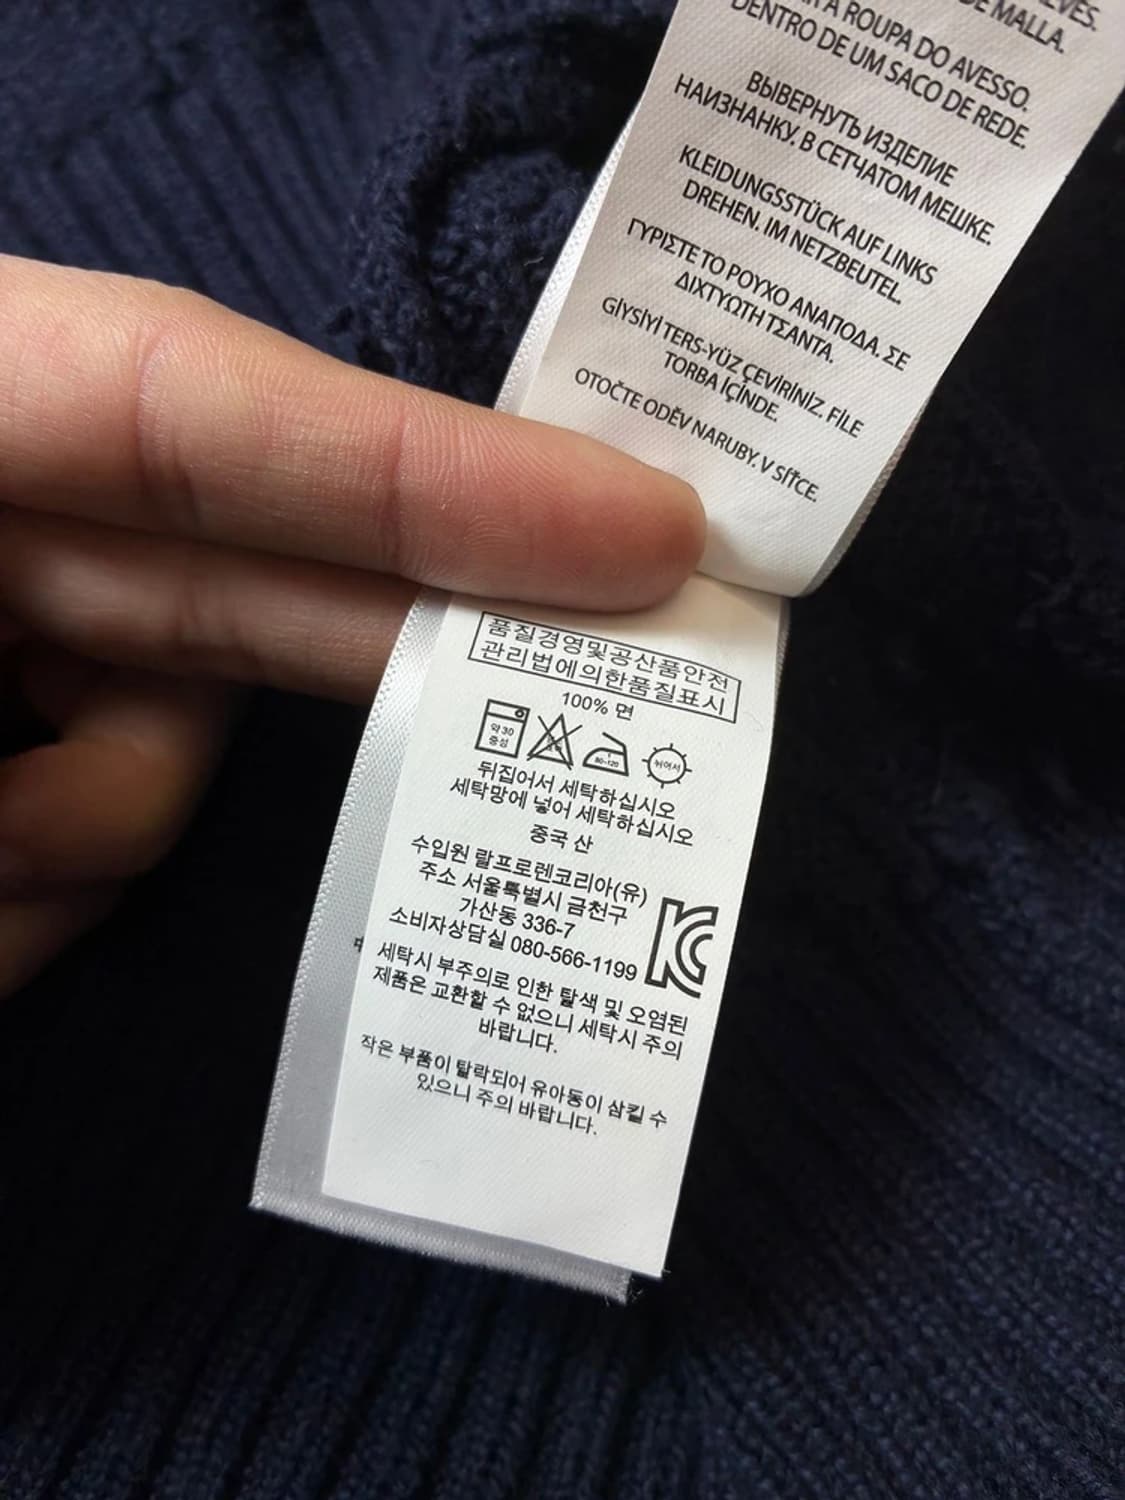 EVÉS.
DE MALLA.
AR A ROUPA DO AVESSO.
DENTRO DE UM SACO DE REDE.
ВЫВЕРНУТЬ ИЗДЕЛИЕ
НАИЗНАНКУ. В СЕТЧАТОМ МЕШКЕ.
KLEIDUNGSSTÜCK AUF LINKS
DREHEN. IM NETZBEUTEL.
ΓΥΡΙΣΤΕ ΤΟ ΡΟΥΧΟ ΑΝΑΠΟΔΑ. ΣΕ
ΔΙΧΤΥΩΤΗ ΤΣΑΝΤΑ.
GİYSİYİ TERS-YÜZ ÇEVİRİNİZ. FİLE
TORBA İÇİNDE.
OTOČTE ODĚV NARUBY. V SÍŤCE.
품질경영및공산품안전
관리법에의한품질표시
100% 면
약 30
중성
80~120
뉘어서
뒤집어서 세탁하십시오
세탁망에 넣어 세탁하십시오
중국 산
수입원 랄프로렌코리아(유)
주소 서울특별시 금천구
가산동 336-7
소비자상담실 080-566-1199
KC
세탁시 부주의로 인한 탈색 및 오염된
제품은 교환할 수 없으니 세탁시 주의
바랍니다.
작은 부품이 탈락되어 유아동이 삼킬 수
있으니 주의 바랍니다.